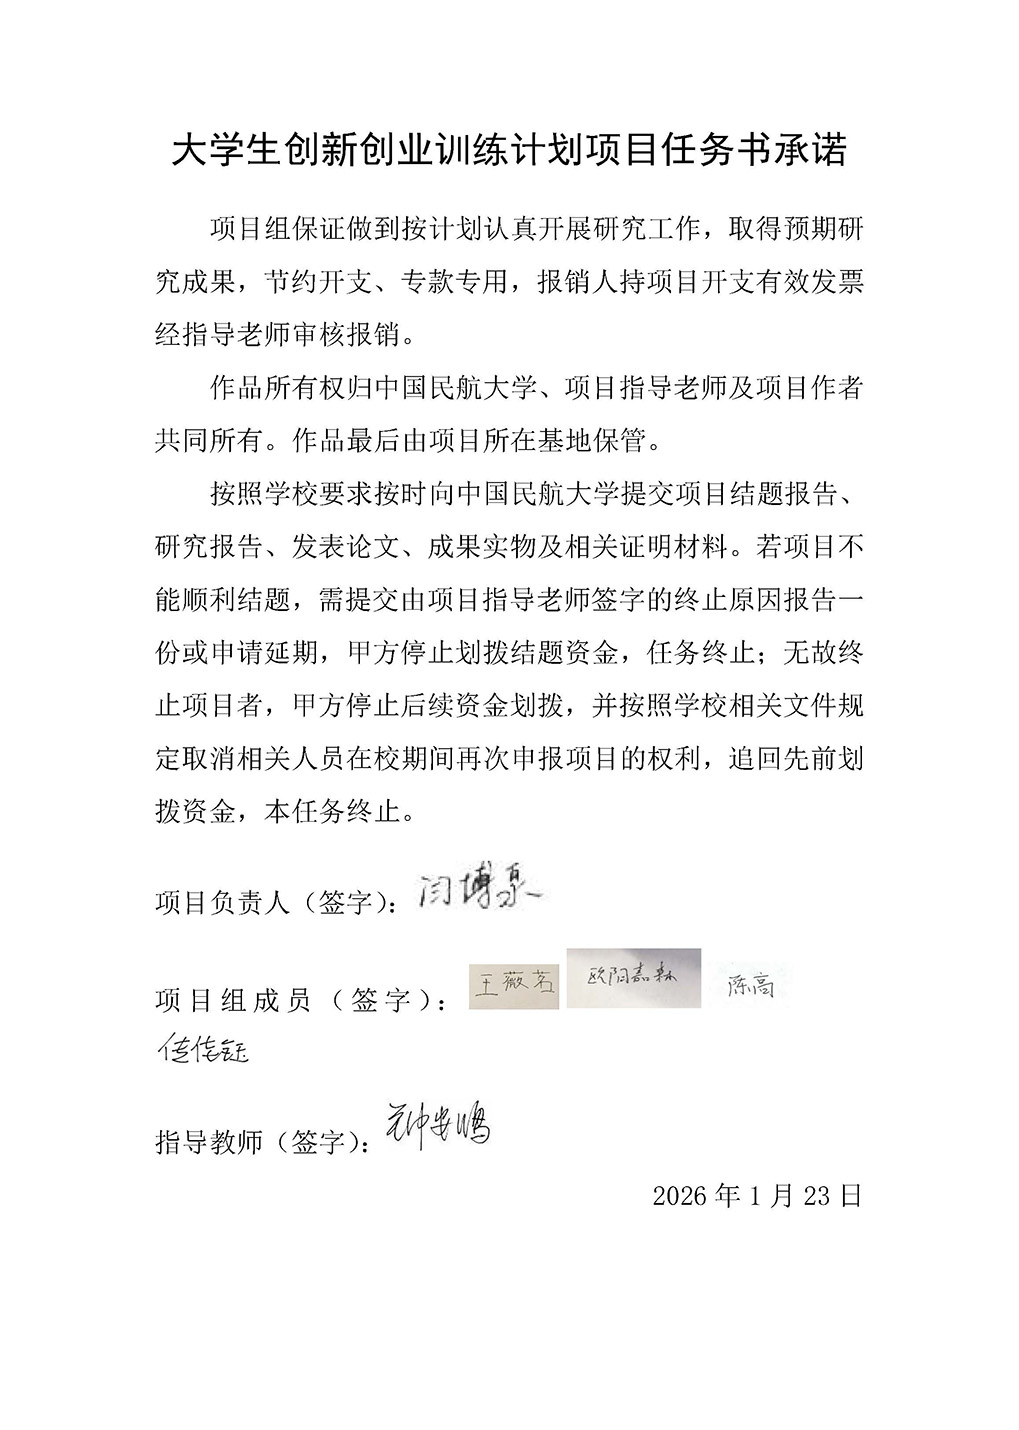 大学生创新创业训练计划项目任务书承诺
项目组保证做到按计划认真开展研究工作，取得预期研
究成果，节约开支、专款专用，报销人持项目开支有效发票
经指导老师审核报销。
作品所有权归中国民航大学、项目指导老师及项目作者
共同所有。作品最后由项目所在基地保管。
按照学校要求按时向中国民航大学提交项目结题报告、
研究报告、发表论文、成果实物及相关证明材料。若项目不
能顺利结题，需提交由项目指导老师签字的终止原因报告一
份或申请延期，甲方停止划拨结题资金，任务终止；无故终
止项目者，甲方停止后续资金划拨，并按照学校相关文件规
定取消相关人员在校期间再次申报项目的权利，追回先前划
拨资金，本任务终止。
项目负责人（签字）：闫博泉
项目组成员（签字）：王薇茗 欧阳嘉森 陈高
指导教师（签字）：
2026 年 1 月 23 日